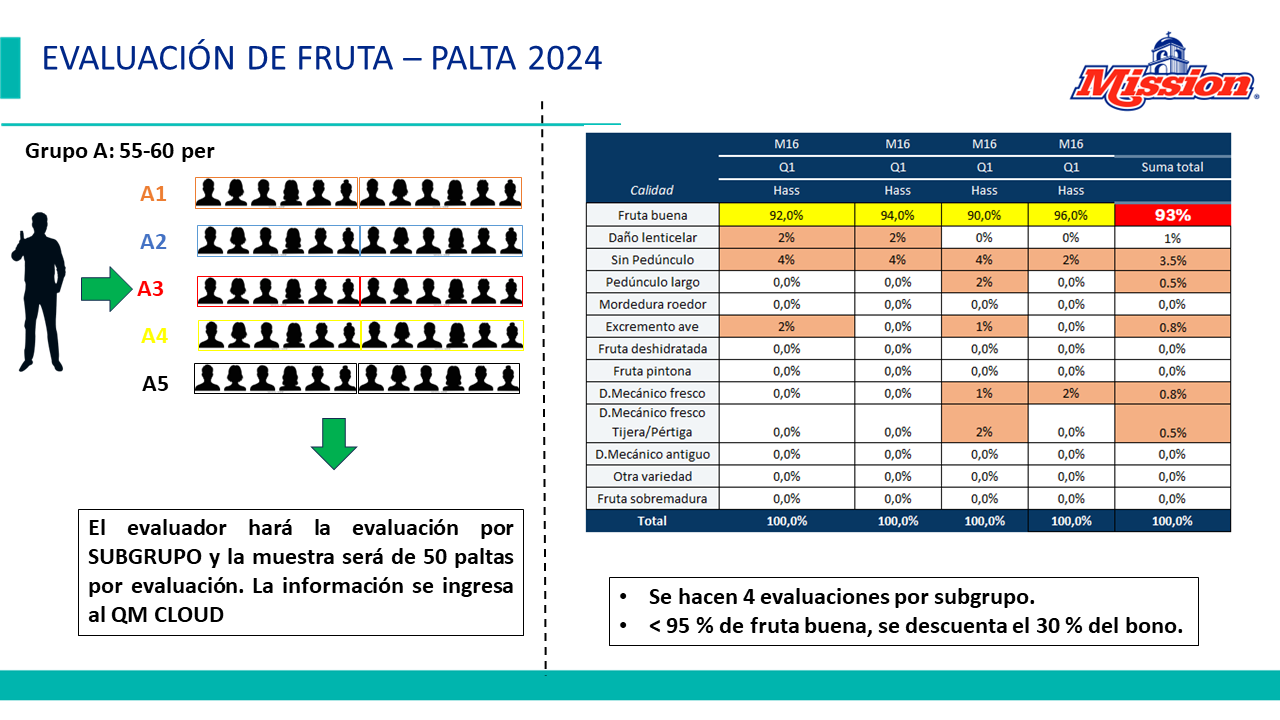 EVALUACIÓN DE FRUTA – PALTA 2024
Mission®
Grupo A: 55-60 per
A1
A2
A3
A4
A5
El evaluador hará la evaluación por
SUBGRUPO y la muestra será de 50 paltas
por evaluación. La información se ingresa
al QM CLOUD
M16 M16 M16 M16
Q1 Q1 Q1 Q1 Suma total
Calidad Hass Hass Hass Hass
Fruta buena 92,0% 94,0% 90,0% 96,0% 93%
Daño lenticelar 2% 2% 0% 0% 1%
Sin Pedúnculo 4% 4% 4% 2% 3.5%
Pedúnculo largo 0,0% 0,0% 2% 0,0% 0.5%
Mordedura roedor 0,0% 0,0% 0,0% 0,0% 0,0%
Excremento ave 2% 0,0% 1% 0,0% 0.8%
Fruta deshidratada 0,0% 0,0% 0,0% 0,0% 0,0%
Fruta pintona 0,0% 0,0% 0,0% 0,0% 0,0%
D.Mecánico fresco 0,0% 0,0% 1% 2% 0.8%
D.Mecánico fresco
Tijera/Pértiga 0,0% 0,0% 2% 0,0% 0.5%
D.Mecánico antiguo 0,0% 0,0% 0,0% 0,0% 0,0%
Otra variedad 0,0% 0,0% 0,0% 0,0% 0,0%
Fruta sobremadura 0,0% 0,0% 0,0% 0,0% 0,0%
Total 100,0% 100,0% 100,0% 100,0% 100,0%
• Se hacen 4 evaluaciones por subgrupo.
• < 95 % de fruta buena, se descuenta el 30 % del bono.